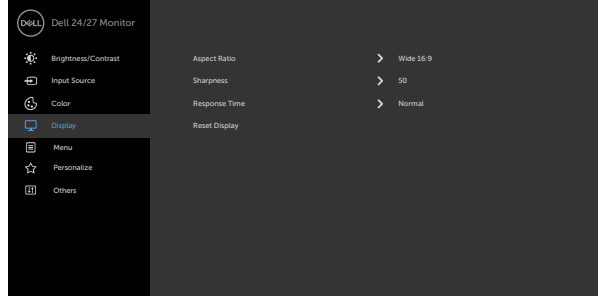 DELL Dell 24/27 Monitor
Brightness/Contrast
Input Source
Color
Display
Menu
Personalize
Others
Aspect Ratio Wide 16:9
Sharpness 50
Response Time Normal
Reset Display